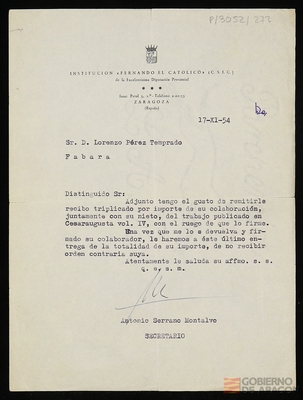 P/3052/273
INSTITUCION «FERNANDO EL CATOLICO» (C.S.I.C.)
de la Excelentísima Diputación Provincial
ZARAGOZA
(España)
17-XI-54
Sr. D. Lorenzo Pérez Temprado
F a b a r a
Distinguido Sr:
Adjunto tengo el gusto de remitirle
recibo triplicado por importe de su colaboración,
juntamente con su nieto, del trabajo publicado en
Cesaraugusta vol. IV, con el ruego de que lo firme.
Una vez que me lo a devuelva y fir-
mado su colaborador, le haremos a éste último en-
trega de la totalidad de su importe, de no recibir
orden contraria suya.
Atentamente le saluda su affmo. s. s.
q. e. s. m.
Antonio Serrano Montalvo
SECRETARIO
GOBIERNO
DE ARAGON